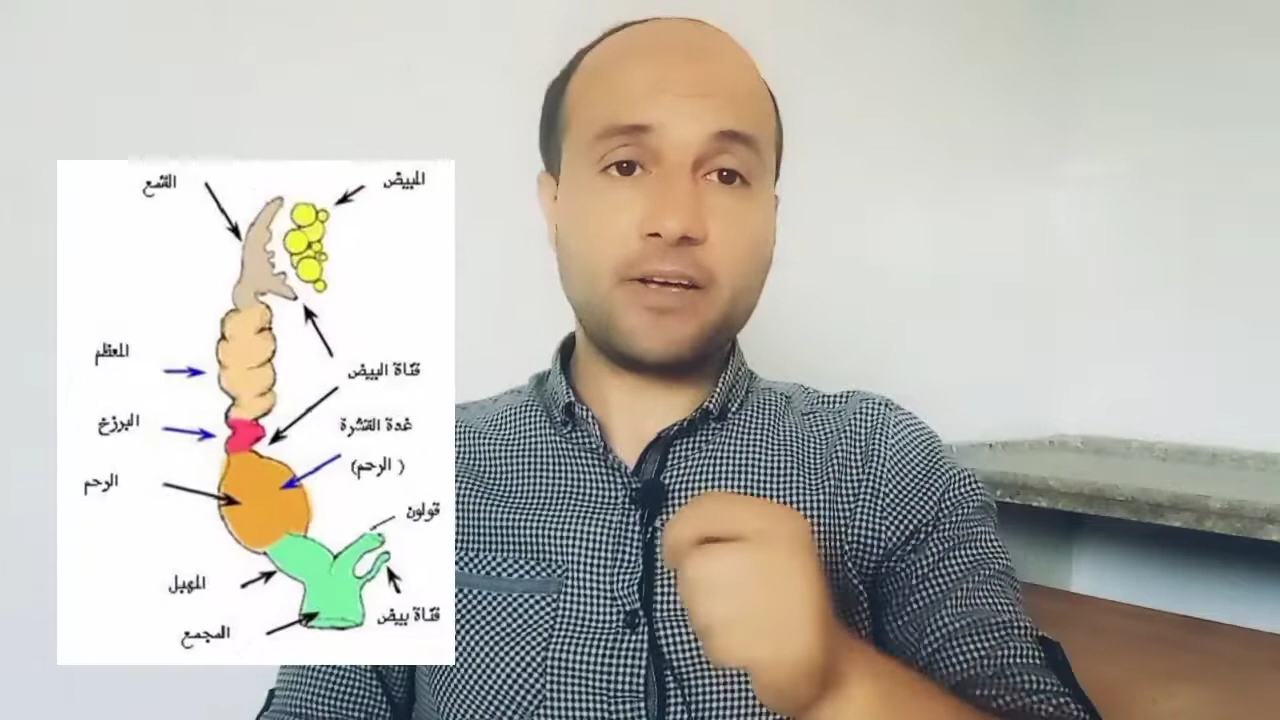 المبيض
القمع
المعظم
قناة البيض
البرزخ
غدة القشرة
(الرحم)
الرحم
قولون
المهبل
قناة بيض
المجمع